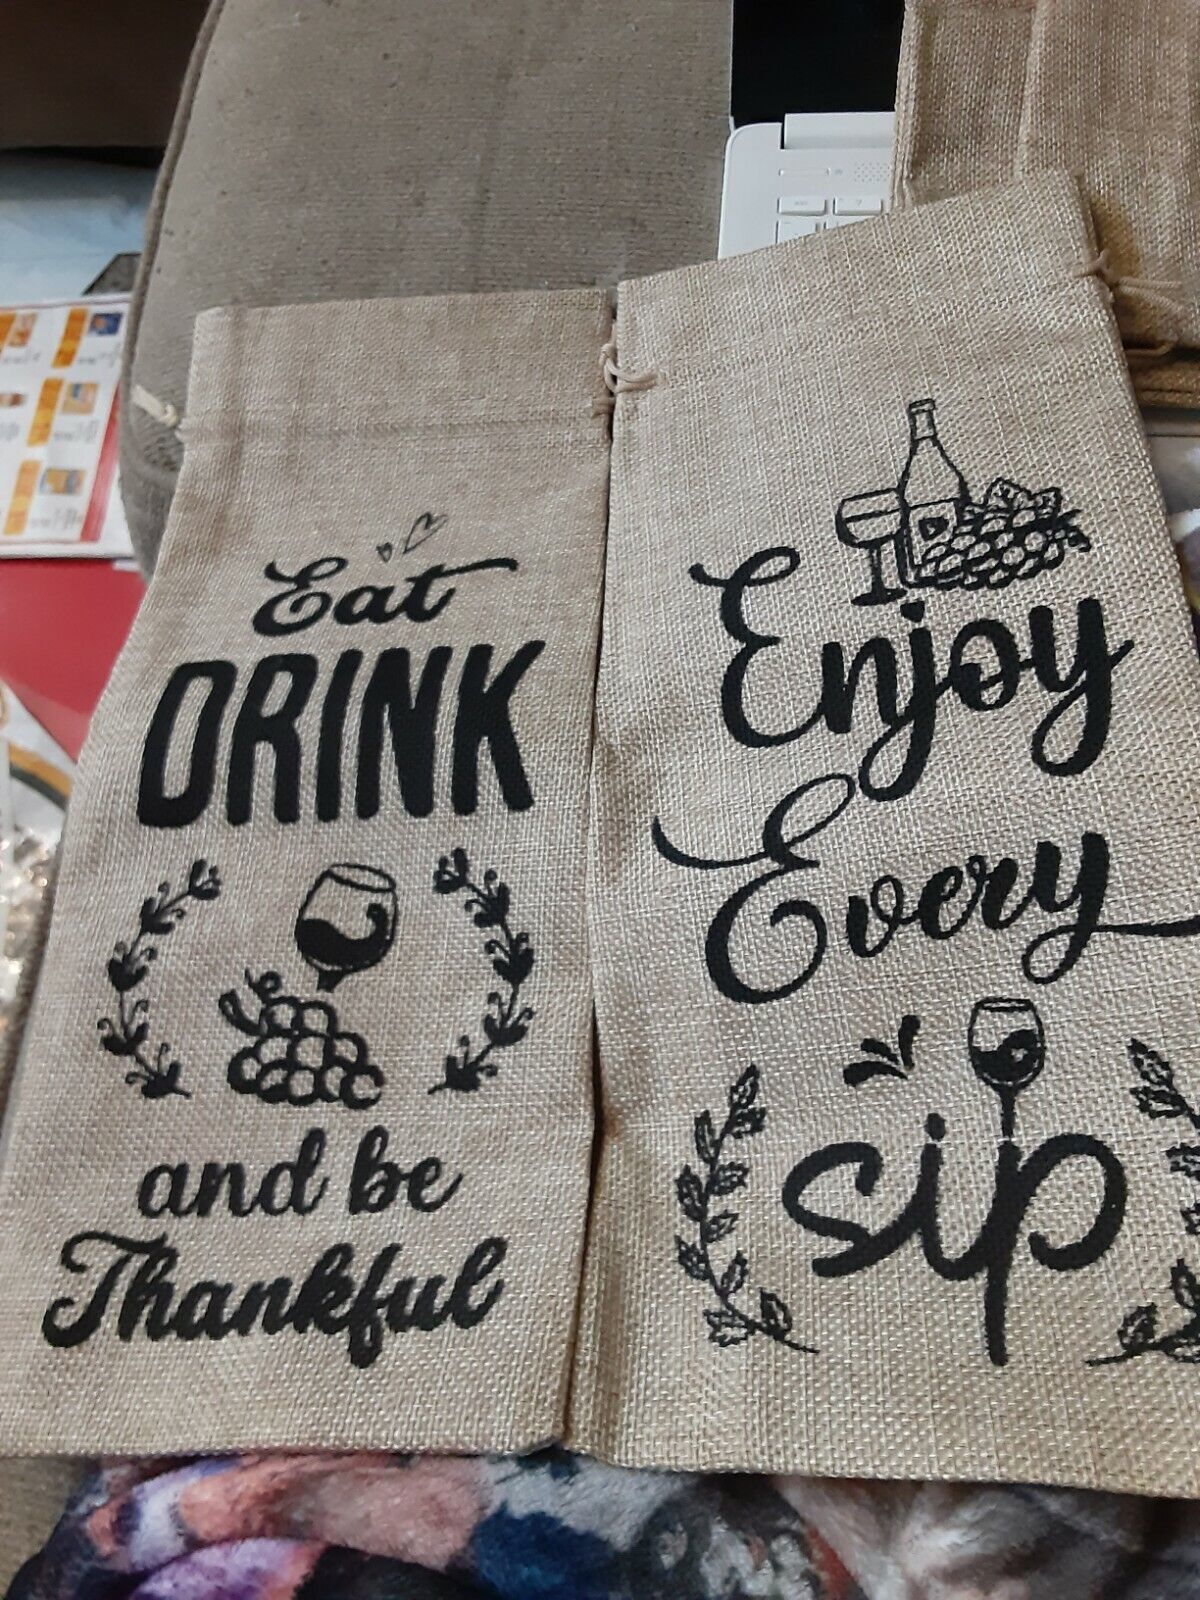 Eat
DRINK
and be
Thankful
Enjoy
Every
sip